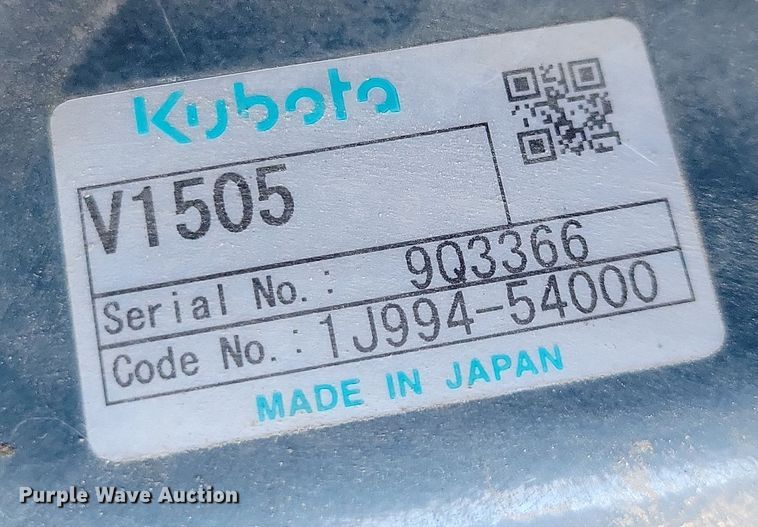 Kubota
V1505
Serial No.: 9Q3366
Code No.: 1J994-54000
MADE IN JAPAN
Purple Wave Auction